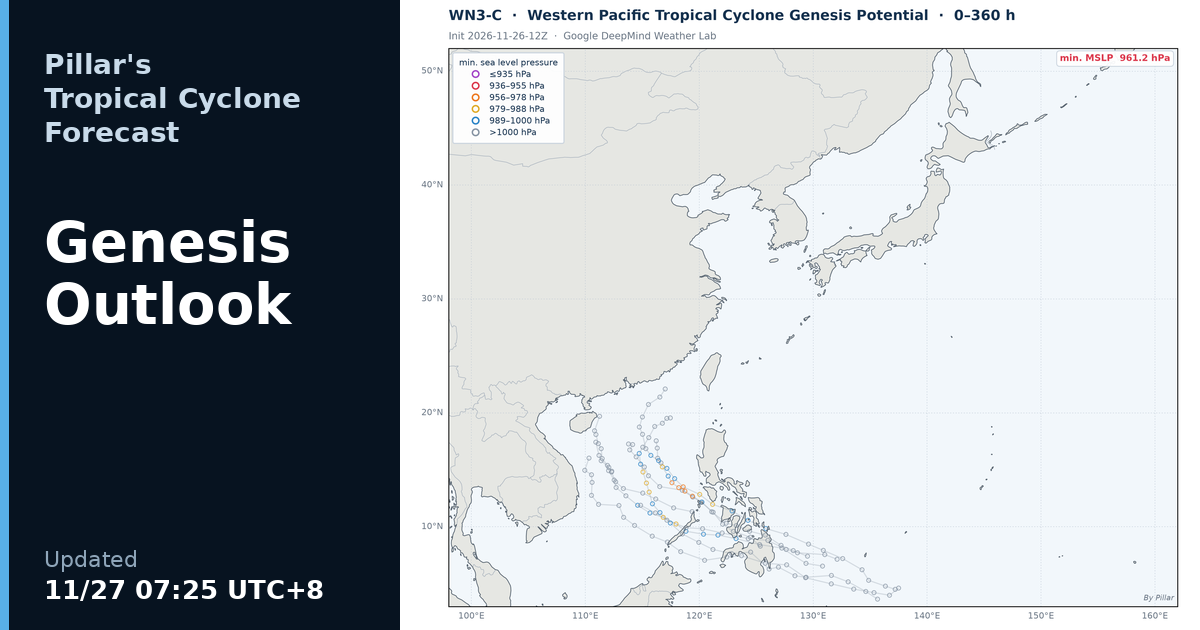 Pillar's
Tropical Cyclone
Forecast
Genesis
Outlook
Updated
11/27 07:25 UTC+8
WN3-C · Western Pacific Tropical Cyclone Genesis Potential · 0–360 h
Init 2026-11-26-12Z · Google DeepMind Weather Lab
min. sea level pressure
≤935 hPa
936–955 hPa
956–978 hPa
979–988 hPa
989–1000 hPa
>1000 hPa
min. MSLP 961.2 hPa
50°N
40°N
30°N
20°N
10°N
By Pillar
100°E
110°E
120°E
130°E
140°E
150°E
160°E